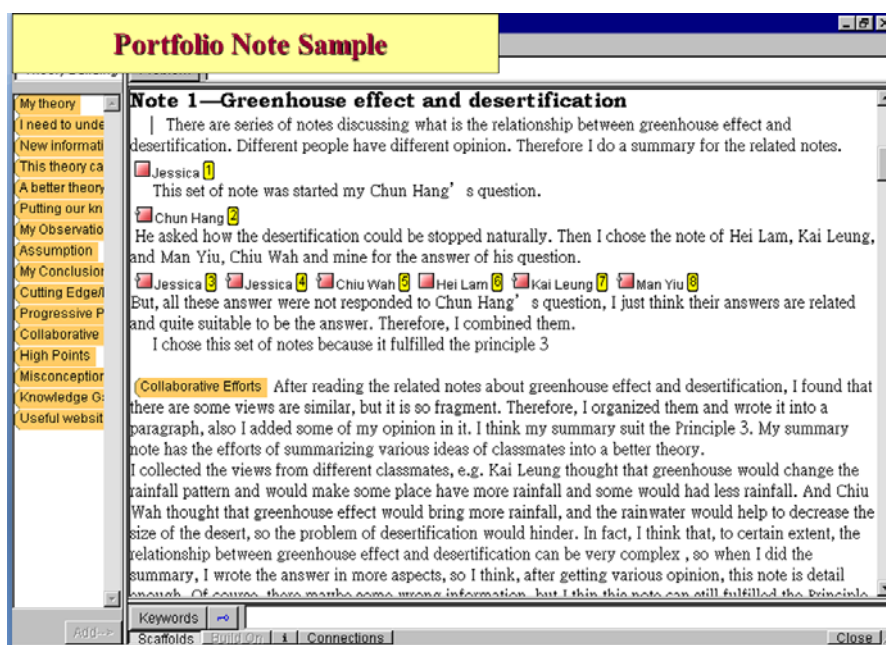 Portfolio Note Sample
Note 1—Greenhouse effect and desertification
There are series of notes discussing what is the relationship between greenhouse effect and
desertification. Different people have different opinion. Therefore I do a summary for the related notes.
Jessica 1
This set of note was started my Chun Hang's question.
Chun Hang 2
He asked how the desertification could be stopped naturally. Then I chose the note of Hei Lam, Kai Leung,
and Man Yiu, Chiu Wah and mine for the answer of his question.
Jessica 3 Jessica 4 Chiu Wah 5 Hei Lam 6 Kai Leung 7 Man Yiu 8
But, all these answer were not responded to Chun Hang's question, I just think their answers are related
and quite suitable to be the answer. Therefore, I combined them.
I chose this set of notes because it fulfilled the principle 3
Collaborative Efforts After reading the related notes about greenhouse effect and desertification, I found that
there are some views are similar, but it is so fragment. Therefore, I organized them and wrote it into a
paragraph, also I added some of my opinion in it. I think my summary suit the Principle 3. My summary
note has the efforts of summarizing various ideas of classmates into a better theory.
I collected the views from different classmates, e.g. Kai Leung thought that greenhouse would change the
rainfall pattern and would make some place have more rainfall and some would had less rainfall. And Chiu
Wah thought that greenhouse effect would bring more rainfall, and the rainwater would help to decrease the
size of the desert, so the problem of desertification would hinder. In fact, I think that, to certain extent, the
relationship between greenhouse effect and desertification can be very complex , so when I did the
summary, I wrote the answer in more aspects, so I think, after getting various opinion, this note is detail
enough. Of course, there maybe some wrong information, but I thin this note can still fulfilled the Principle
My theory
I need to unde
New informati
This theory ca
A better theory
Putting our kn
My Observatio
Assumption
My Conclusion
Cutting Edge/
Progressive P
Collaborative
High Points
Misconception
Knowledge G
Useful websit
Add-->
Keywords
Scaffolds Build On i Connections Close